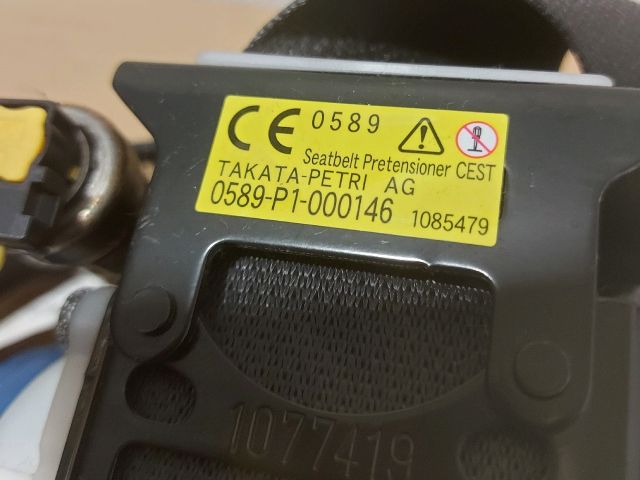 CE 0589
Seatbelt Pretensioner CEST
TAKATA-PETRI AG
0589-P1-000146 1085479
1077419